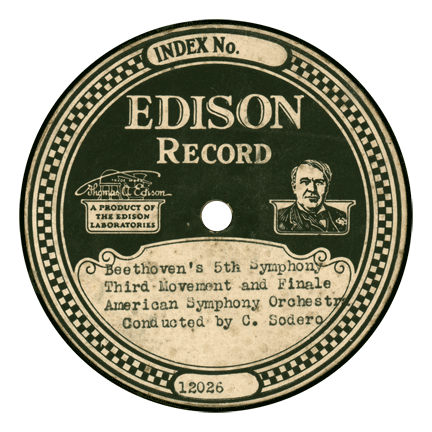 INDEX No.
EDISON
RECORD
TRADE MARK
Thomas A Edison
A PRODUCT OF
THE EDISON
LABORATORIES
Beethoven's 5th Symphony
Third Movement and Finale
American Symphony Orchestra
Conducted by C. Sodero
12026